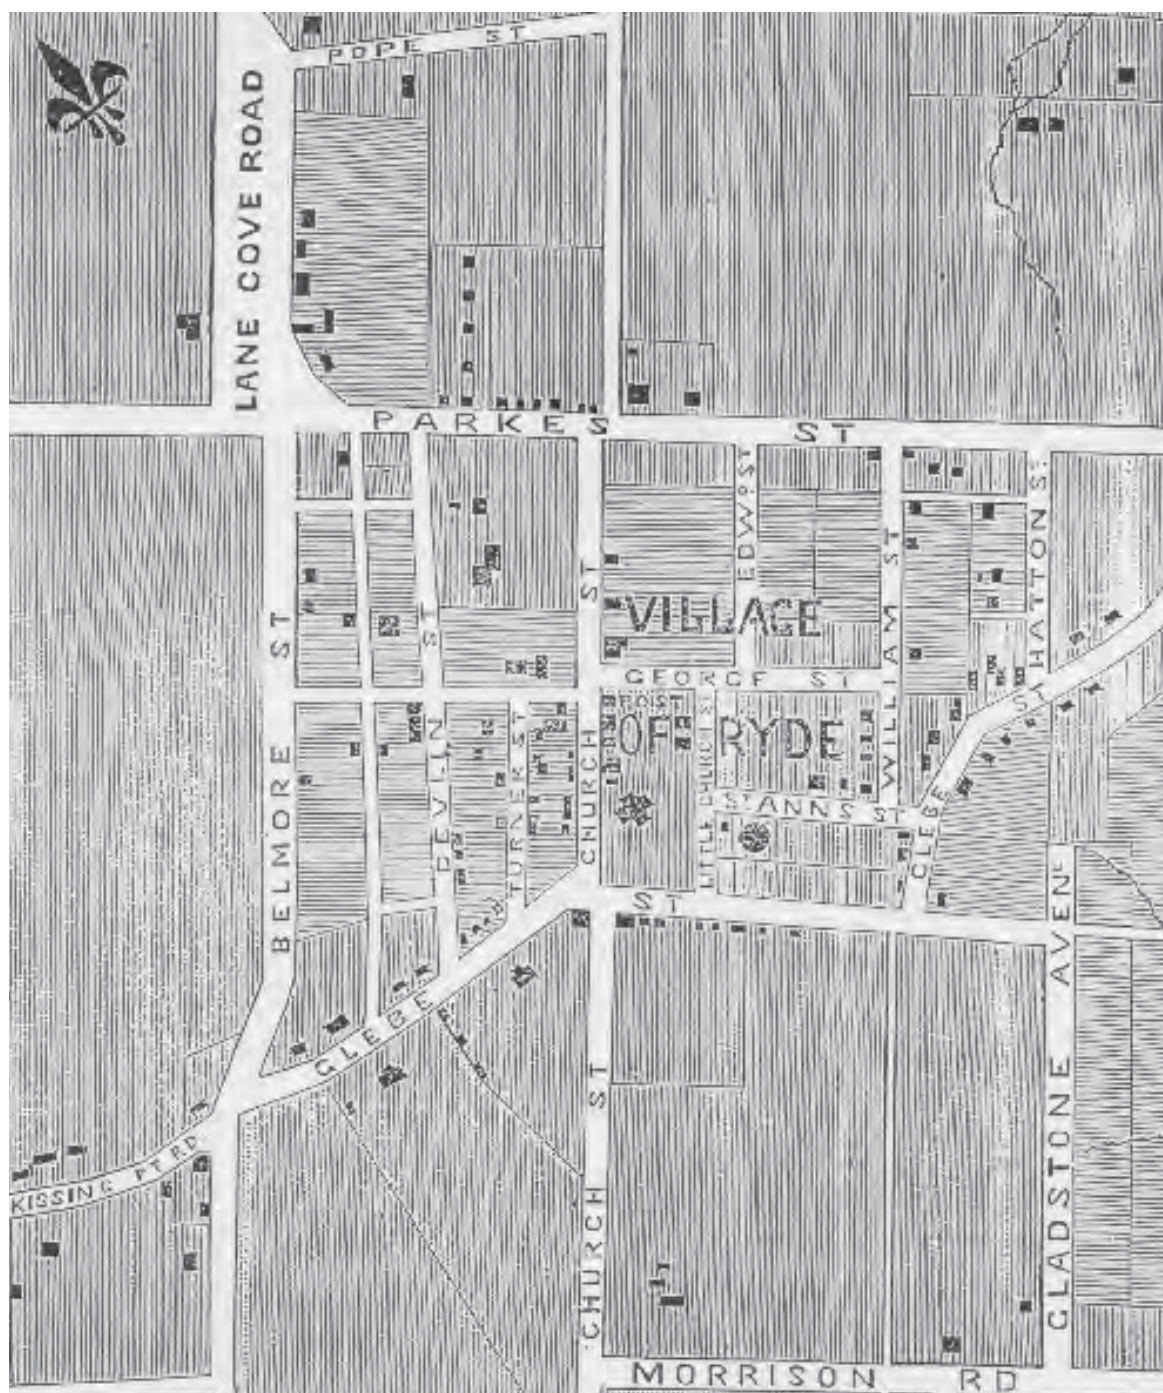 POPE ST
LANE COVE ROAD
PARKES ST
EDW^D ST
HATTON ST
BELMORE ST
DEVLIN ST
TURNER ST
CHURCH ST
WILLIAM ST
VILLAGE
GEORGE ST
OF RYDE
LITTLE CHURCH ST
ST ANNS ST
GLEBE ST
GLEBE ST
KISSING PT RD
CHURCH ST
GLADSTONE AVEN^E
MORRISON RD